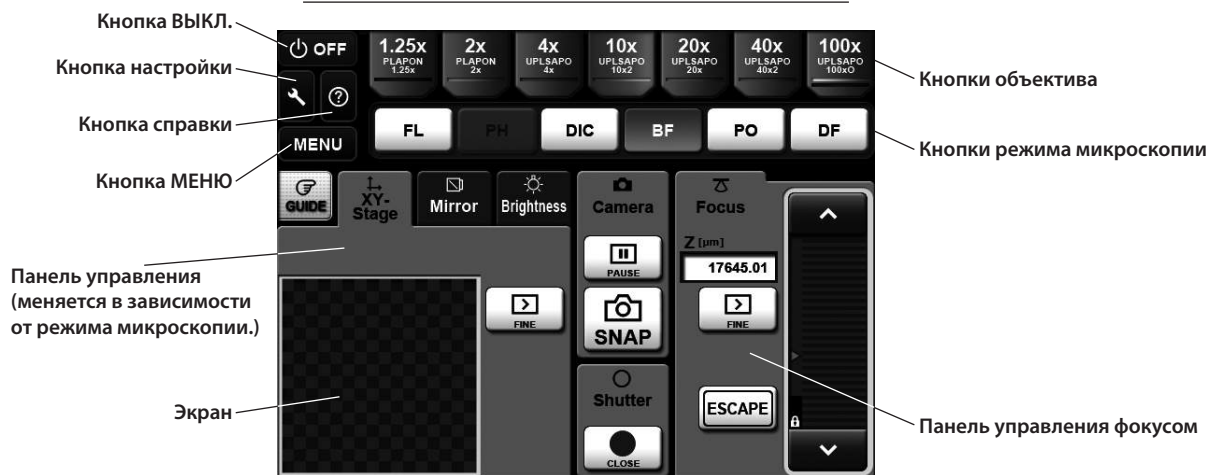 Кнопка ВЫКЛ.
Кнопка настройки
Кнопка справки
Кнопка МЕНЮ
Панель управления
(меняется в зависимости
от режима микроскопии.)
Экран
OFF
MENU
1.25x
PLAPON
1.25x
2x
PLAPON
2x
4x
UPLSAPO
4x
10x
UPLSAPO
10x2
20x
UPLSAPO
20x
40x
UPLSAPO
40x2
100x
UPLSAPO
100xO
FL
PH
DIC
BF
PO
DF
GUIDE
XY-
Stage
Mirror
Brightness
FINE
Camera
PAUSE
SNAP
Shutter
CLOSE
Focus
Z [µm]
17645.01
FINE
ESCAPE
Кнопки объектива
Кнопки режима микроскопии
Панель управления фокусом